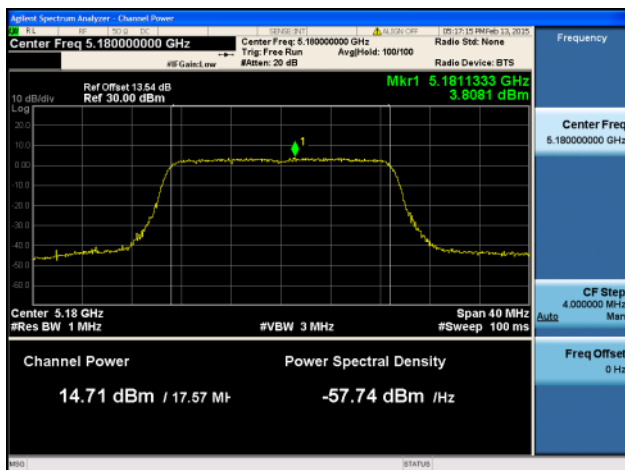 Agilent Spectrum Analyzer - Channel Power
RL RF 50 Ω DC SENSE:INT ALIGN OFF 05:17:15 PM Feb 13, 2015
Center Freq 5.180000000 GHz Center Freq: 5.180000000 GHz Radio Std: None Frequency
Trig: Free Run Avg|Hold: 100/100
#IFGain:Low #Atten: 20 dB Radio Device: BTS
Ref Offset 13.54 dB Mkr1 5.1811333 GHz
10 dB/div Ref 30.00 dBm 3.8081 dBm
Log
20.0
10.0
0.00
-10.0
-20.0
-30.0
-40.0
-50.0
-60.0
1
Center Freq
5.180000000 GHz
Center 5.18 GHz Span 40 MHz
#Res BW 1 MHz #VBW 3 MHz #Sweep 100 ms
CF Step
4.000000 MHz
Auto Man
Channel Power Power Spectral Density
14.71 dBm / 17.57 MH -57.74 dBm /Hz
Freq Offset
0 Hz
MSG STATUS